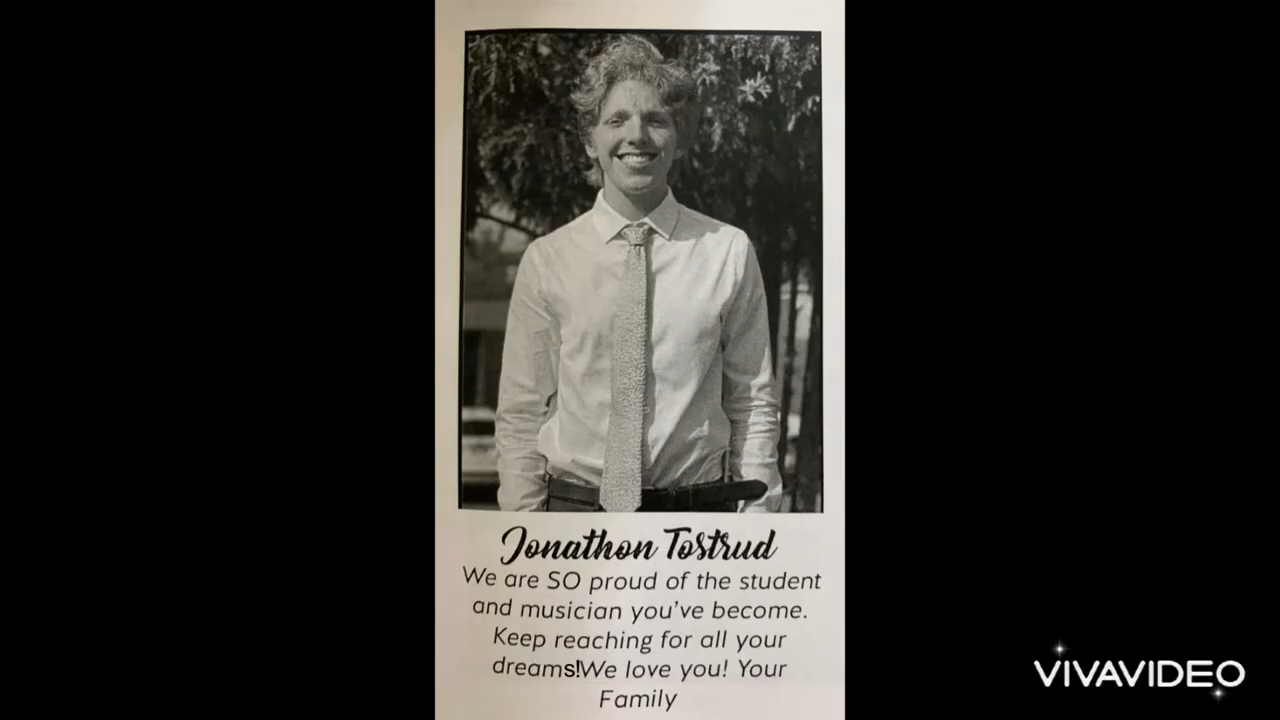 Jonathon Tostrud
We are SO proud of the student
and musician you've become.
Keep reaching for all your
dreams!We love you! Your
Family
VIVAVIDEO